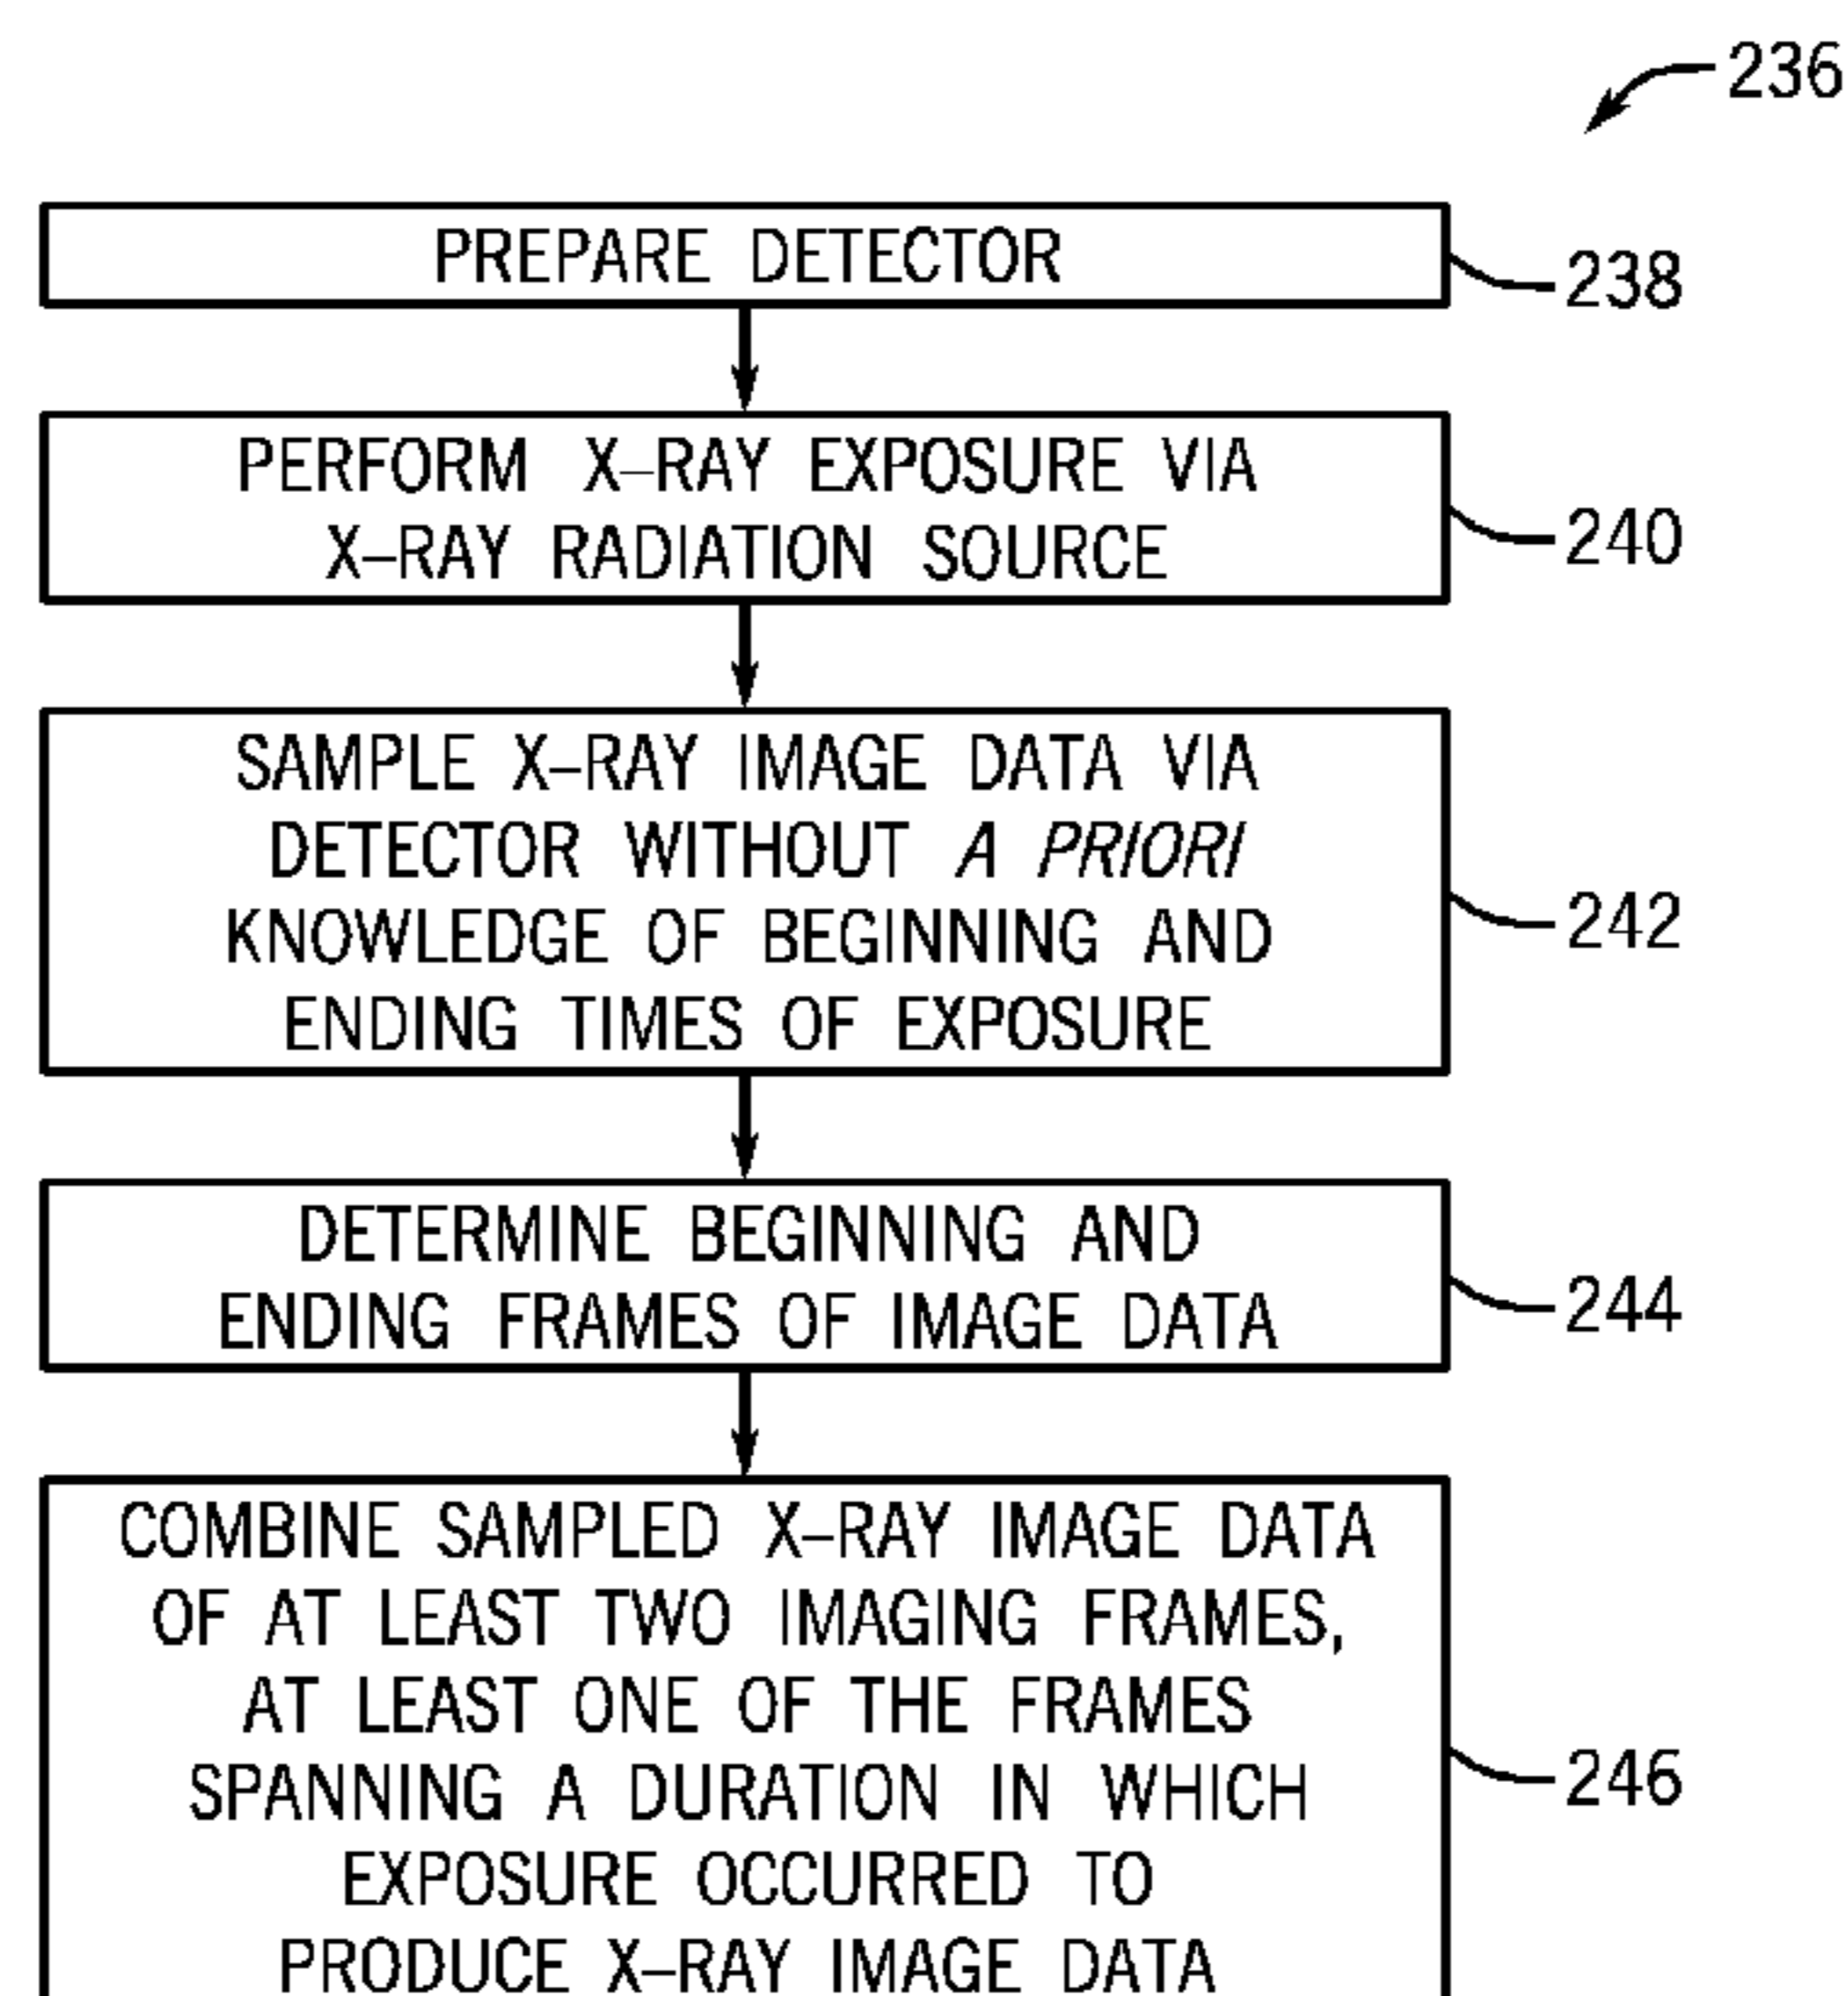 236
PREPARE DETECTOR
238
PERFORM X–RAY EXPOSURE VIA
X–RAY RADIATION SOURCE
240
SAMPLE X–RAY IMAGE DATA VIA
DETECTOR WITHOUT A PRIORI
KNOWLEDGE OF BEGINNING AND
ENDING TIMES OF EXPOSURE
242
DETERMINE BEGINNING AND
ENDING FRAMES OF IMAGE DATA
244
COMBINE SAMPLED X–RAY IMAGE DATA
OF AT LEAST TWO IMAGING FRAMES,
AT LEAST ONE OF THE FRAMES
SPANNING A DURATION IN WHICH
EXPOSURE OCCURRED TO
PRODUCE X–RAY IMAGE DATA
246